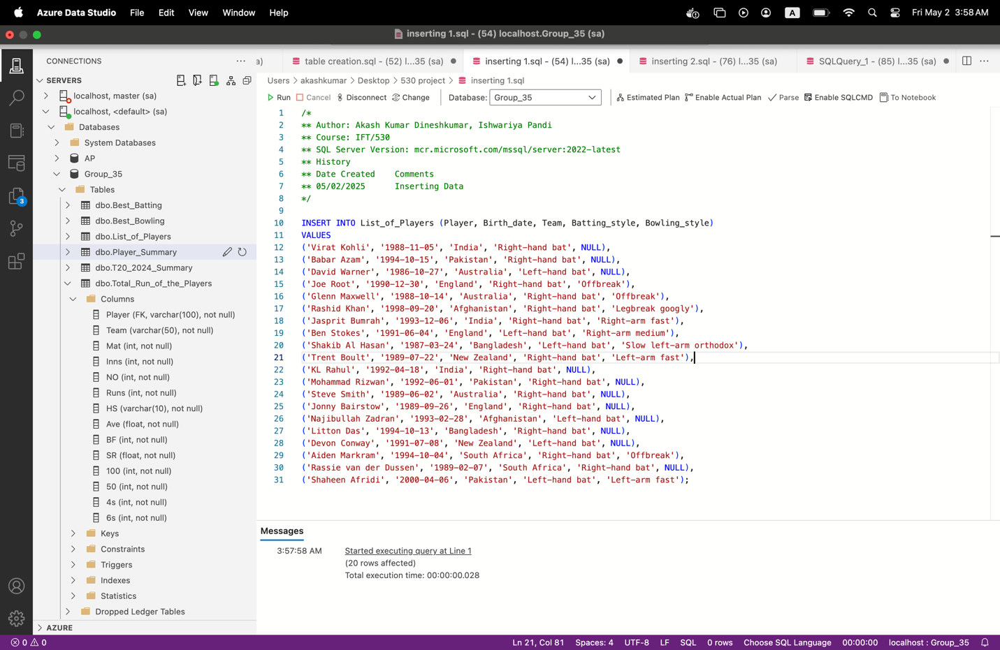 Azure Data Studio File Edit View Window Help A Fri May 2 3:58 AM
inserting 1.sql - (54) localhost.Group_35 (sa)
CONNECTIONS ··· a) table creation.sql - (52) l...35 (sa) inserting 1.sql - (54) l...35 (sa) inserting 2.sql - (76) l...35 (sa) SQLQuery_1 - (85) l...35 (sa) ···
Users > akashkumar > Desktop > 530 project > inserting 1.sql
Run Cancel Disconnect Change Database: Group_35 Estimated Plan Enable Actual Plan Parse Enable SQLCMD To Notebook
SERVERS
localhost, master (sa)
localhost, <default> (sa)
Databases
System Databases
AP
Group_35
Tables
3
dbo.Best_Batting
dbo.Best_Bowling
dbo.List_of_Players
dbo.Player_Summary
dbo.T20_2024_Summary
dbo.Total_Run_of_the_Players
Columns
Player (FK, varchar(100), not null)
Team (varchar(50), not null)
Mat (int, not null)
Inns (int, not null)
NO (int, not null)
Runs (int, not null)
HS (varchar(10), not null)
Ave (float, not null)
BF (int, not null)
SR (float, not null)
100 (int, not null)
50 (int, not null)
4s (int, not null)
6s (int, not null)
Keys
Constraints
Triggers
Indexes
Statistics
Dropped Ledger Tables
AZURE
1 /*
2 ** Author: Akash Kumar Dineshkumar, Ishwariya Pandi
3 ** Course: IFT/530
4 ** SQL Server Version: mcr.microsoft.com/mssql/server:2022-latest
5 ** History
6 ** Date Created    Comments
7 ** 05/02/2025      Inserting Data
8 */
9
10 INSERT INTO List_of_Players (Player, Birth_date, Team, Batting_style, Bowling_style)
11 VALUES
12 ('Virat Kohli', '1988-11-05', 'India', 'Right-hand bat', NULL),
13 ('Babar Azam', '1994-10-15', 'Pakistan', 'Right-hand bat', NULL),
14 ('David Warner', '1986-10-27', 'Australia', 'Left-hand bat', NULL),
15 ('Joe Root', '1990-12-30', 'England', 'Right-hand bat', 'Offbreak'),
16 ('Glenn Maxwell', '1988-10-14', 'Australia', 'Right-hand bat', 'Offbreak'),
17 ('Rashid Khan', '1998-09-20', 'Afghanistan', 'Right-hand bat', 'Legbreak googly'),
18 ('Jasprit Bumrah', '1993-12-06', 'India', 'Right-hand bat', 'Right-arm fast'),
19 ('Ben Stokes', '1991-06-04', 'England', 'Left-hand bat', 'Right-arm medium'),
20 ('Shakib Al Hasan', '1987-03-24', 'Bangladesh', 'Left-hand bat', 'Slow left-arm orthodox'),
21 ('Trent Boult', '1989-07-22', 'New Zealand', 'Right-hand bat', 'Left-arm fast'),
22 ('KL Rahul', '1992-04-18', 'India', 'Right-hand bat', NULL),
23 ('Mohammad Rizwan', '1992-06-01', 'Pakistan', 'Right-hand bat', NULL),
24 ('Steve Smith', '1989-06-02', 'Australia', 'Right-hand bat', NULL),
25 ('Jonny Bairstow', '1989-09-26', 'England', 'Right-hand bat', NULL),
26 ('Najibullah Zadran', '1993-02-28', 'Afghanistan', 'Left-hand bat', NULL),
27 ('Litton Das', '1994-10-13', 'Bangladesh', 'Right-hand bat', NULL),
28 ('Devon Conway', '1991-07-08', 'New Zealand', 'Left-hand bat', NULL),
29 ('Aiden Markram', '1994-10-04', 'South Africa', 'Right-hand bat', 'Offbreak'),
30 ('Rassie van der Dussen', '1989-02-07', 'South Africa', 'Right-hand bat', NULL),
31 ('Shaheen Afridi', '2000-04-06', 'Pakistan', 'Left-hand bat', 'Left-arm fast');
Messages
3:57:58 AM Started executing query at Line 1
(20 rows affected)
Total execution time: 00:00:00.028
0 0 Ln 21, Col 81 Spaces: 4 UTF-8 LF SQL 0 rows Choose SQL Language 00:00:00 localhost : Group_35